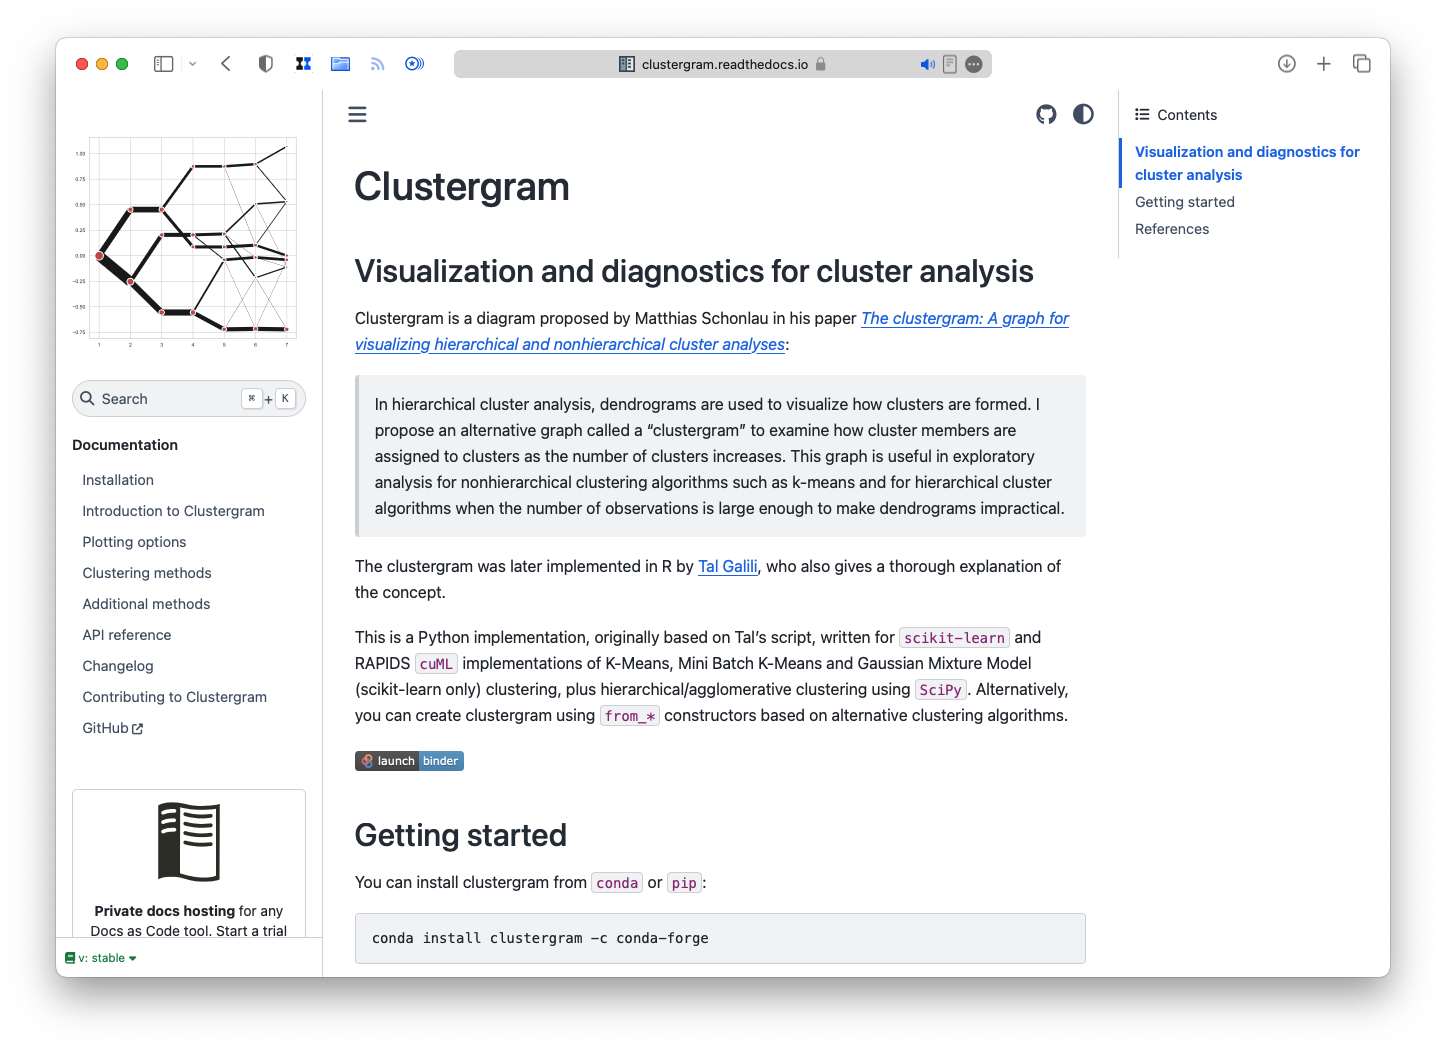 clustergram.readthedocs.io
1.00
0.75
0.50
0.25
0.00
−0.25
−0.50
−0.75
1 2 3 4 5 6 7
Search ⌘ + K
Documentation
Installation
Introduction to Clustergram
Plotting options
Clustering methods
Additional methods
API reference
Changelog
Contributing to Clustergram
GitHub
Private docs hosting for any
Docs as Code tool. Start a trial
v: stable
Clustergram
Visualization and diagnostics for cluster analysis
Clustergram is a diagram proposed by Matthias Schonlau in his paper The clustergram: A graph for
visualizing hierarchical and nonhierarchical cluster analyses:
In hierarchical cluster analysis, dendrograms are used to visualize how clusters are formed. I
propose an alternative graph called a “clustergram” to examine how cluster members are
assigned to clusters as the number of clusters increases. This graph is useful in exploratory
analysis for nonhierarchical clustering algorithms such as k-means and for hierarchical cluster
algorithms when the number of observations is large enough to make dendrograms impractical.
The clustergram was later implemented in R by Tal Galili, who also gives a thorough explanation of
the concept.
This is a Python implementation, originally based on Tal’s script, written for scikit-learn and
RAPIDS cuML implementations of K-Means, Mini Batch K-Means and Gaussian Mixture Model
(scikit-learn only) clustering, plus hierarchical/agglomerative clustering using SciPy. Alternatively,
you can create clustergram using from_* constructors based on alternative clustering algorithms.
launch binder
Getting started
You can install clustergram from conda or pip:
conda install clustergram -c conda-forge
Contents
Visualization and diagnostics for
cluster analysis
Getting started
References